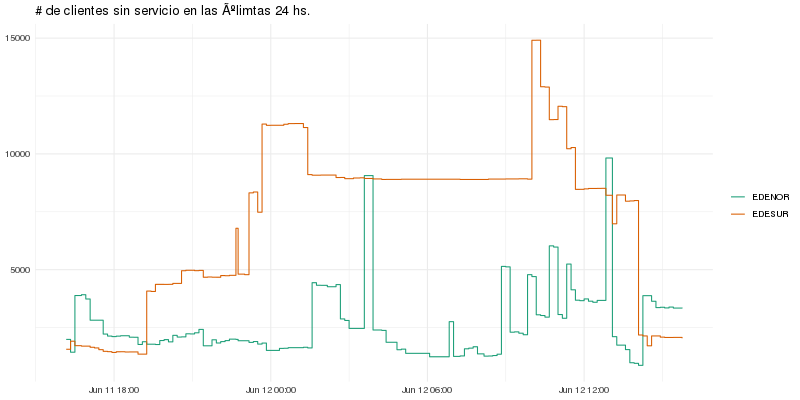 # de clientes sin servicio en las Ãºlimtas 24 hs.
15000
10000
5000
Jun 11 18:00
Jun 12 00:00
Jun 12 06:00
Jun 12 12:00
EDENOR
EDESUR